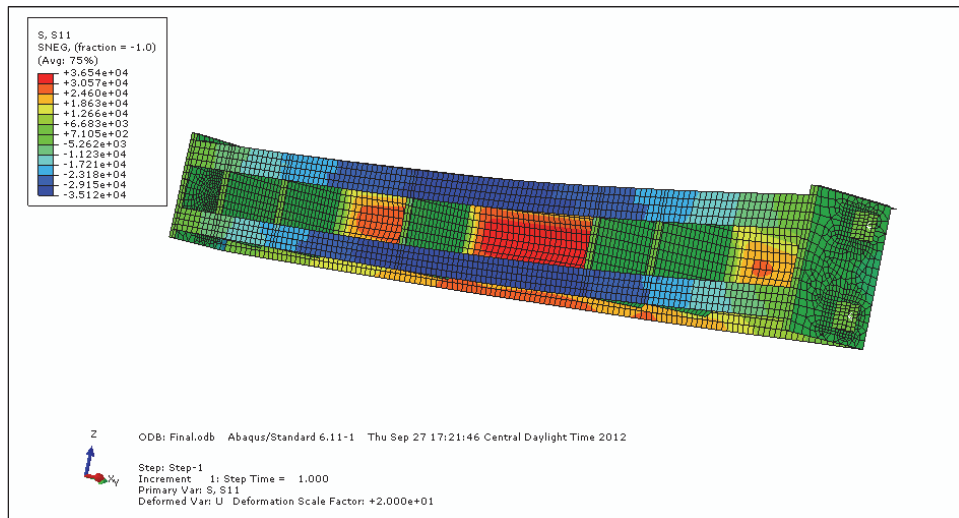 S, S11
SNEG, (fraction = -1.0)
(Avg: 75%)
+3.654e+04
+3.057e+04
+2.460e+04
+1.863e+04
+1.266e+04
+6.683e+03
+7.105e+02
-5.262e+03
-1.123e+04
-1.721e+04
-2.318e+04
-2.915e+04
-3.512e+04
Z
X
Y
ODB: Final.odb Abaqus/Standard 6.11-1 Thu Sep 27 17:21:46 Central Daylight Time 2012
Step: Step-1
Increment 1: Step Time = 1.000
Primary Var: S, S11
Deformed Var: U Deformation Scale Factor: +2.000e+01